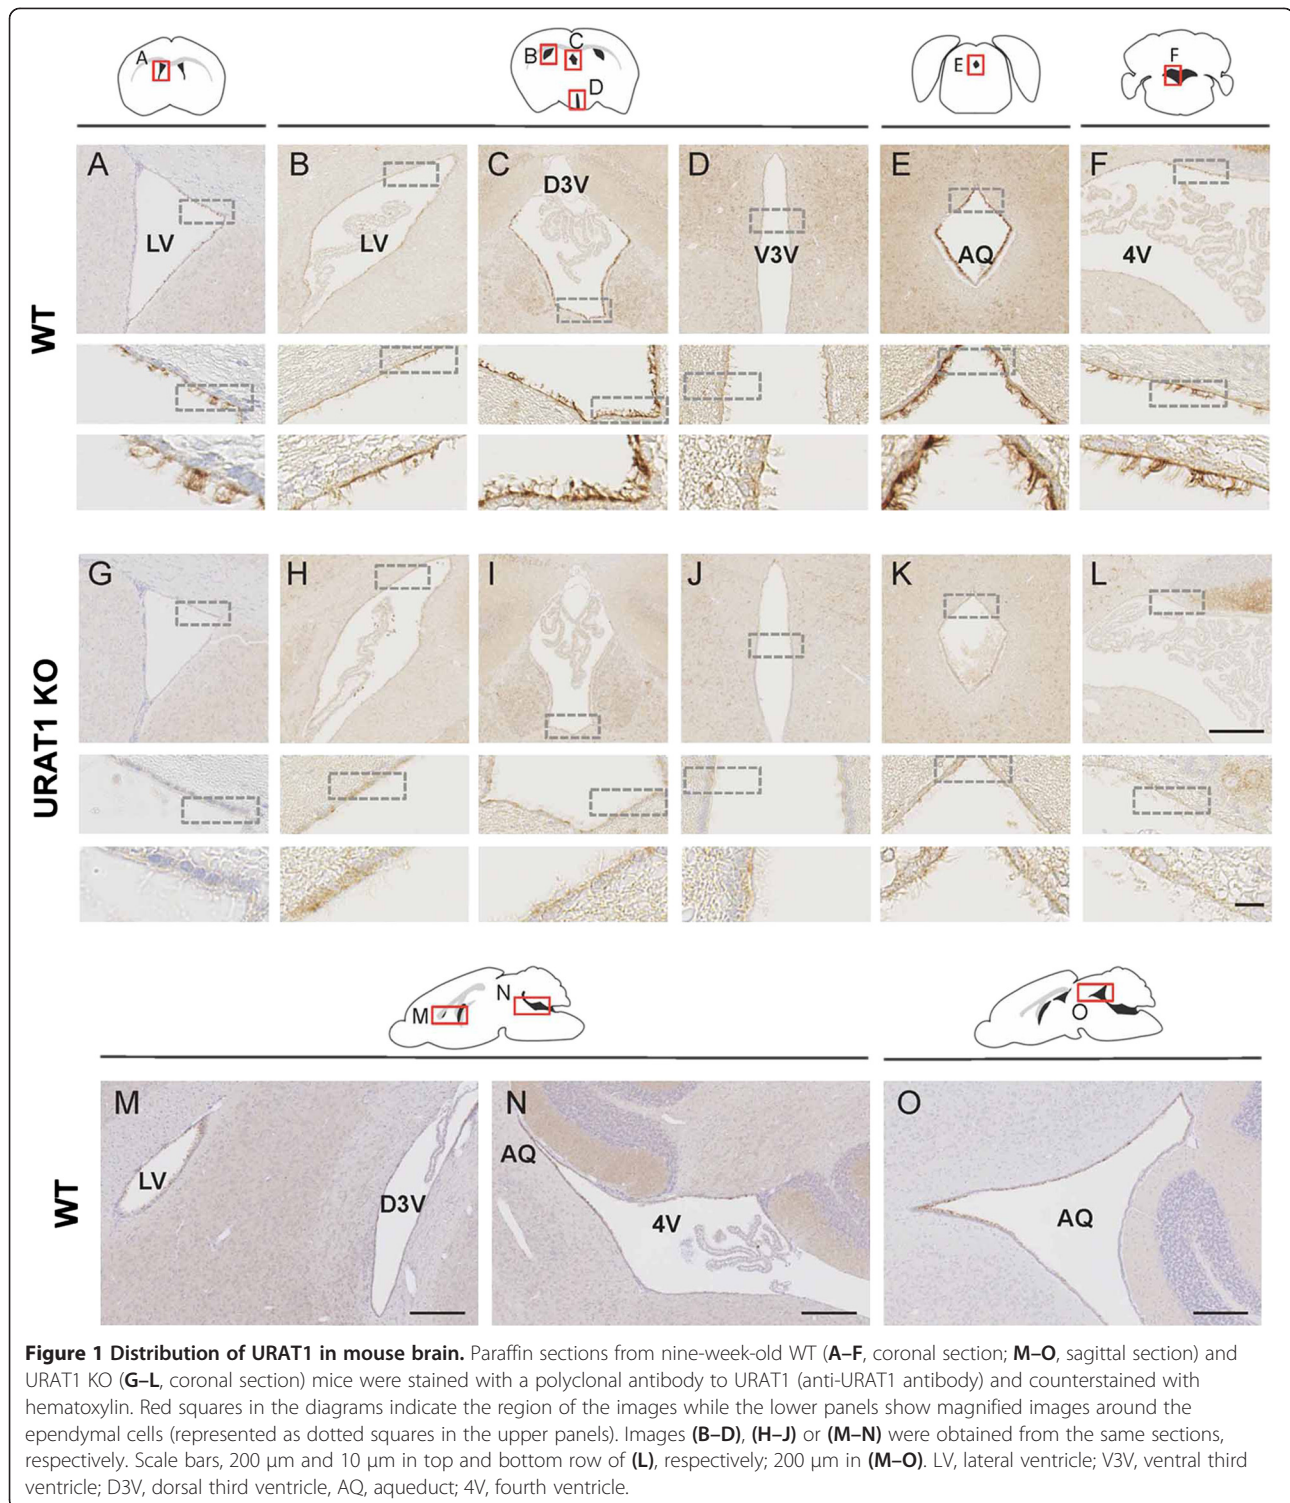 A
B
C
D
E
F
A
B
C
D
E
F
LV
LV
D3V
V3V
AQ
4V
WT
G
H
I
J
K
L
URAT1 KO
M
N
O
M
N
O
LV
D3V
AQ
4V
AQ
WT
Figure 1 Distribution of URAT1 in mouse brain. Paraffin sections from nine-week-old WT (A–F, coronal section; M–O, sagittal section) and
URAT1 KO (G–L, coronal section) mice were stained with a polyclonal antibody to URAT1 (anti-URAT1 antibody) and counterstained with
hematoxylin. Red squares in the diagrams indicate the region of the images while the lower panels show magnified images around the
ependymal cells (represented as dotted squares in the upper panels). Images (B–D), (H–J) or (M–N) were obtained from the same sections,
respectively. Scale bars, 200 μm and 10 μm in top and bottom row of (L), respectively; 200 μm in (M–O). LV, lateral ventricle; V3V, ventral third
ventricle; D3V, dorsal third ventricle, AQ, aqueduct; 4V, fourth ventricle.